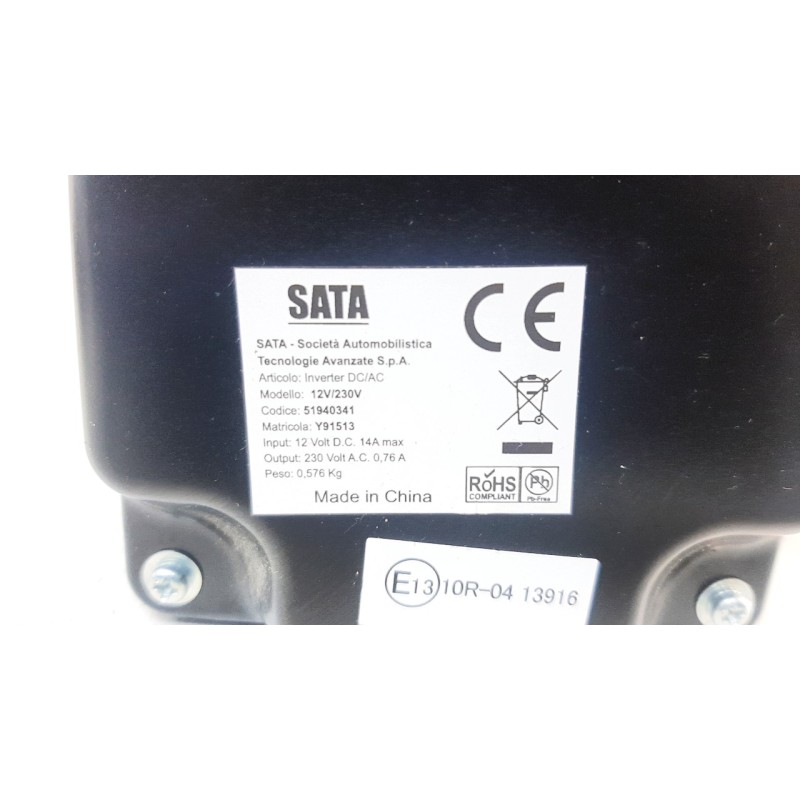 SATA
SATA - Società Automobilistica
Tecnologie Avanzate S.p.A.
Articolo: Inverter DC/AC
Modello: 12V/230V
Codice: 51940341
Matricola: Y91513
Input: 12 Volt D.C. 14A max
Output: 230 Volt A.C. 0,76 A
Peso: 0,576 Kg
Made in China
CE
RoHS
COMPLIANT
Pb
Pb-Free
E13 10R-04 13916